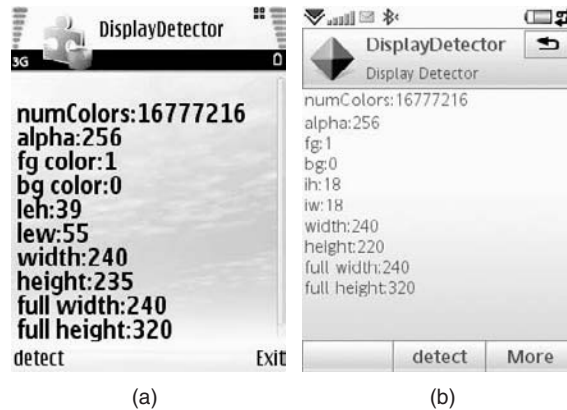 DisplayDetector
3G
numColors:16777216
alpha:256
fg color:1
bg color:0
leh:39
lew:55
width:240
height:235
full width:240
full height:320
detect
Exit
(a)
DisplayDetector
Display Detector
numColors:16777216
alpha:256
fg:1
bg:0
ih:18
iw:18
width:240
height:220
full width:240
full height:320
detect
More
(b)